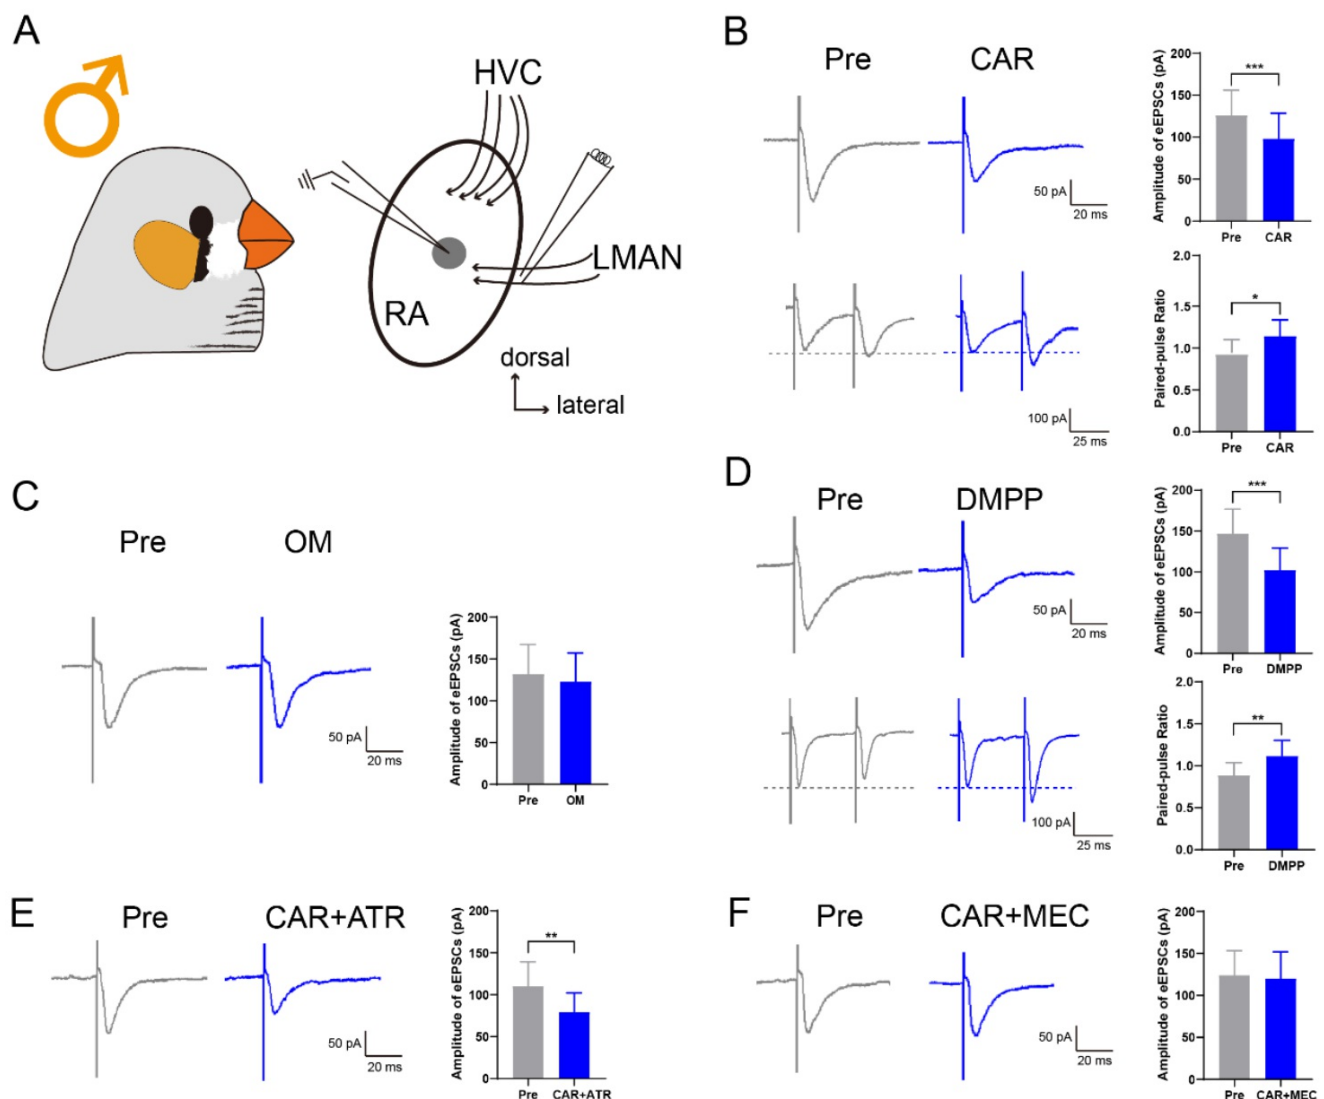 A
HVC
LMAN
RA
dorsal
lateral
B
Pre
CAR
50 pA
20 ms
100 pA
25 ms
Amplitude of eEPSCs (pA)
200
150
100
50
0
***
Pre
CAR
Paired-pulse Ratio
2.0
1.5
1.0
0.5
0.0
*
Pre
CAR
C
Pre
OM
50 pA
20 ms
Amplitude of eEPSCs (pA)
200
150
100
50
0
Pre
OM
D
Pre
DMPP
50 pA
20 ms
100 pA
25 ms
Amplitude of eEPSCs (pA)
200
150
100
50
0
***
Pre
DMPP
Paired-pulse Ratio
2.0
1.5
1.0
0.5
0.0
**
Pre
DMPP
E
Pre
CAR+ATR
50 pA
20 ms
Amplitude of eEPSCs (pA)
200
150
100
50
0
**
Pre
CAR+ATR
F
Pre
CAR+MEC
50 pA
20 ms
Amplitude of eEPSCs (pA)
200
150
100
50
0
Pre
CAR+MEC